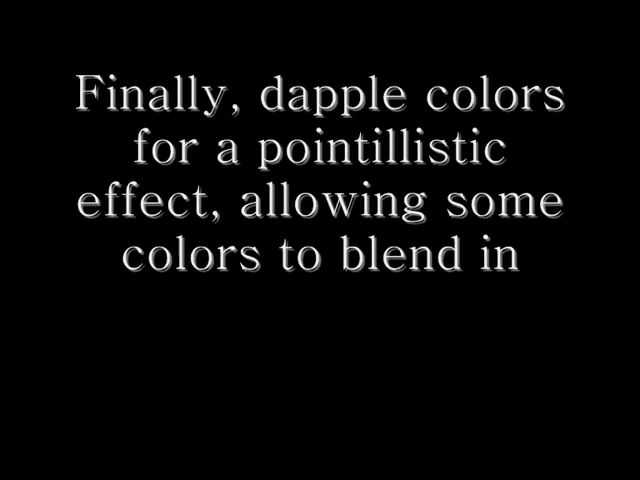 Finally, dapple colors
for a pointillistic
effect, allowing some
colors to blend in